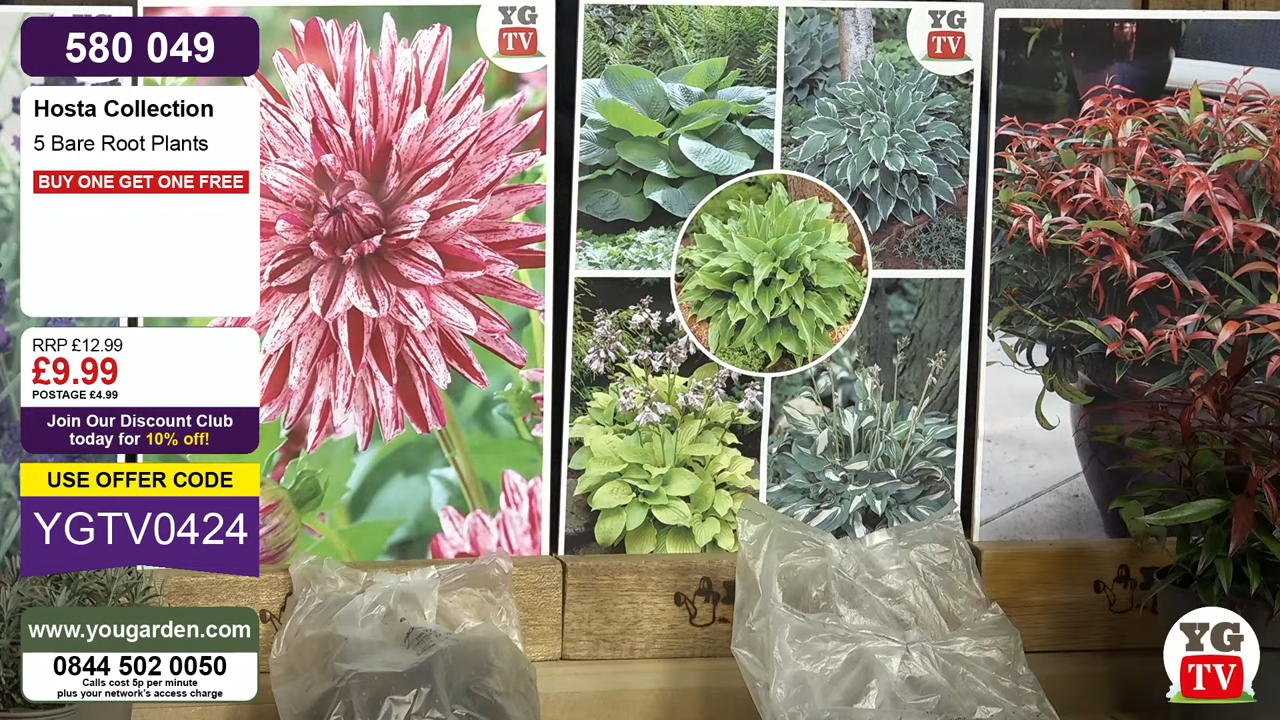 580 049
Hosta Collection
5 Bare Root Plants
BUY ONE GET ONE FREE
RRP £12.99
£9.99
POSTAGE £4.99
Join Our Discount Club
today for 10% off!
USE OFFER CODE
YGTV0424
www.yougarden.com
0844 502 0050
Calls cost 5p per minute
plus your network's access charge
YG
TV
YG
TV
YG
TV